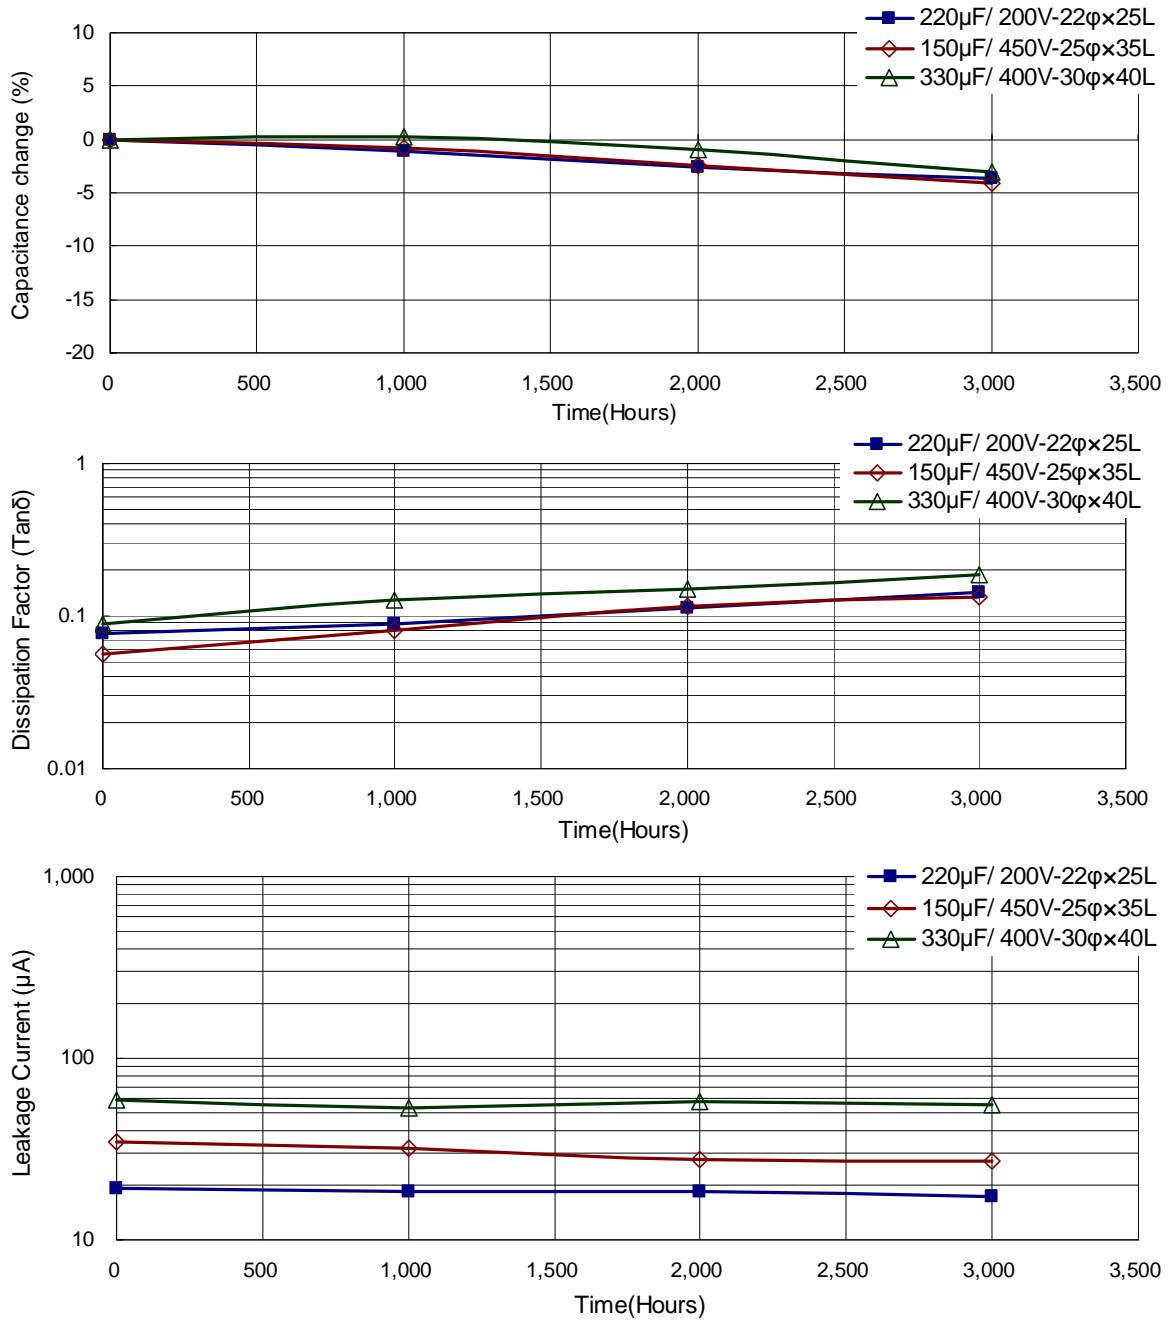 220μF/ 200V-22φ×25L
150μF/ 450V-25φ×35L
330μF/ 400V-30φ×40L
Capacitance change (%)
10
5
0
-5
-10
-15
-20
0 500 1,000 1,500 2,000 2,500 3,000 3,500
Time(Hours)
220μF/ 200V-22φ×25L
150μF/ 450V-25φ×35L
330μF/ 400V-30φ×40L
Dissipation Factor (Tanδ)
1
0.1
0.01
0 500 1,000 1,500 2,000 2,500 3,000 3,500
Time(Hours)
220μF/ 200V-22φ×25L
150μF/ 450V-25φ×35L
330μF/ 400V-30φ×40L
Leakage Current (μA)
1,000
100
10
0 500 1,000 1,500 2,000 2,500 3,000 3,500
Time(Hours)